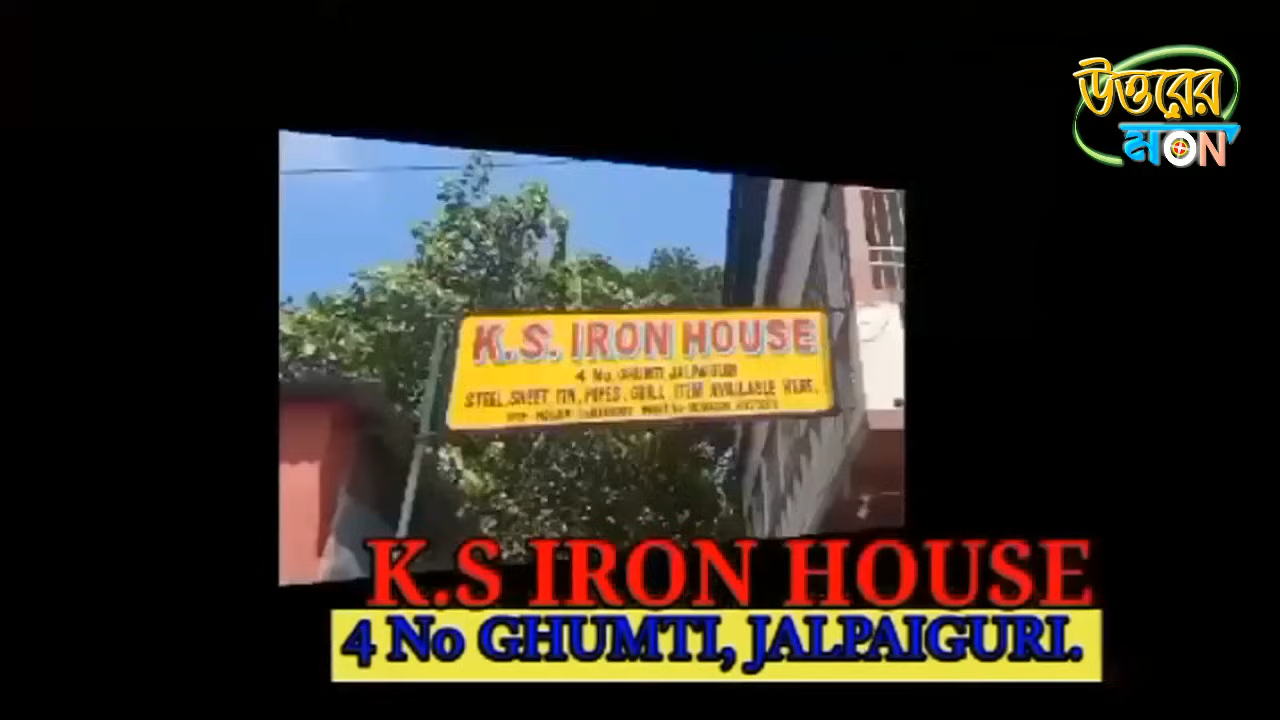 উত্তরের
মON
K.S. IRON HOUSE
4 No. GHUMTI JALPAIGURI
STEEL, SHEET, TIN, PIPES, GRILL ITEM AVAILABLE HERE.
K.S IRON HOUSE
4 No GHUMTI, JALPAIGURI.